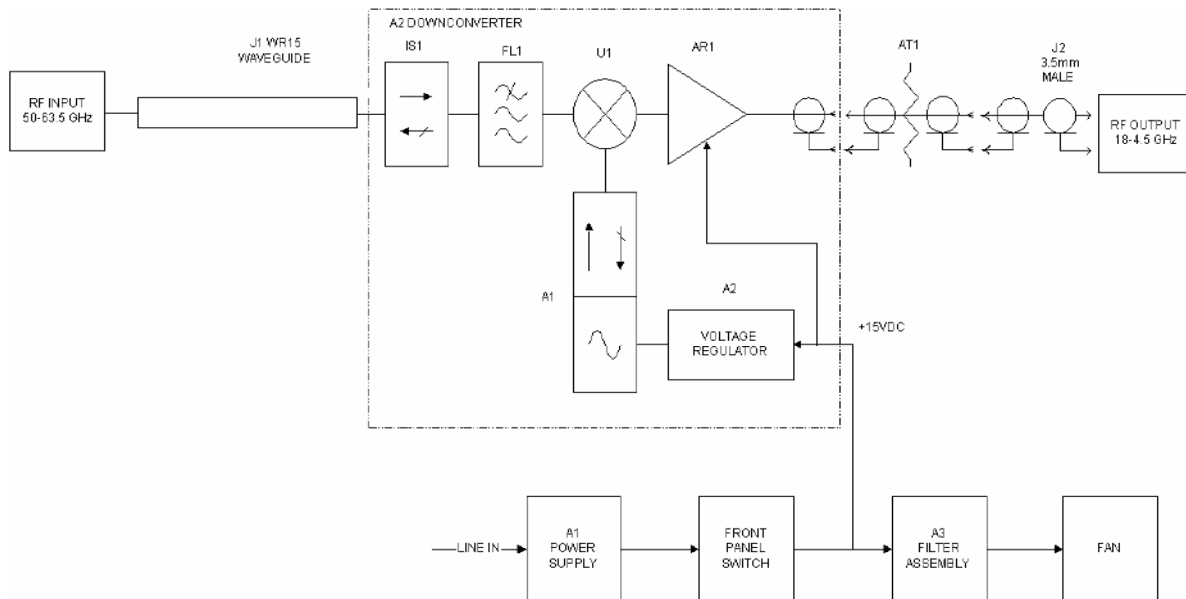 A2 DOWNCONVERTER
J1 WR15
WAVEGUIDE
IS1
FL1
U1
AR1
AT1
J2
3.5mm
MALE
RF INPUT
50-63.5 GHz
RF OUTPUT
18-4.5 GHz
A1
A2
VOLTAGE
REGULATOR
+15VDC
LINE IN
A1
POWER
SUPPLY
FRONT
PANEL
SWITCH
A3
FILTER
ASSEMBLY
FAN